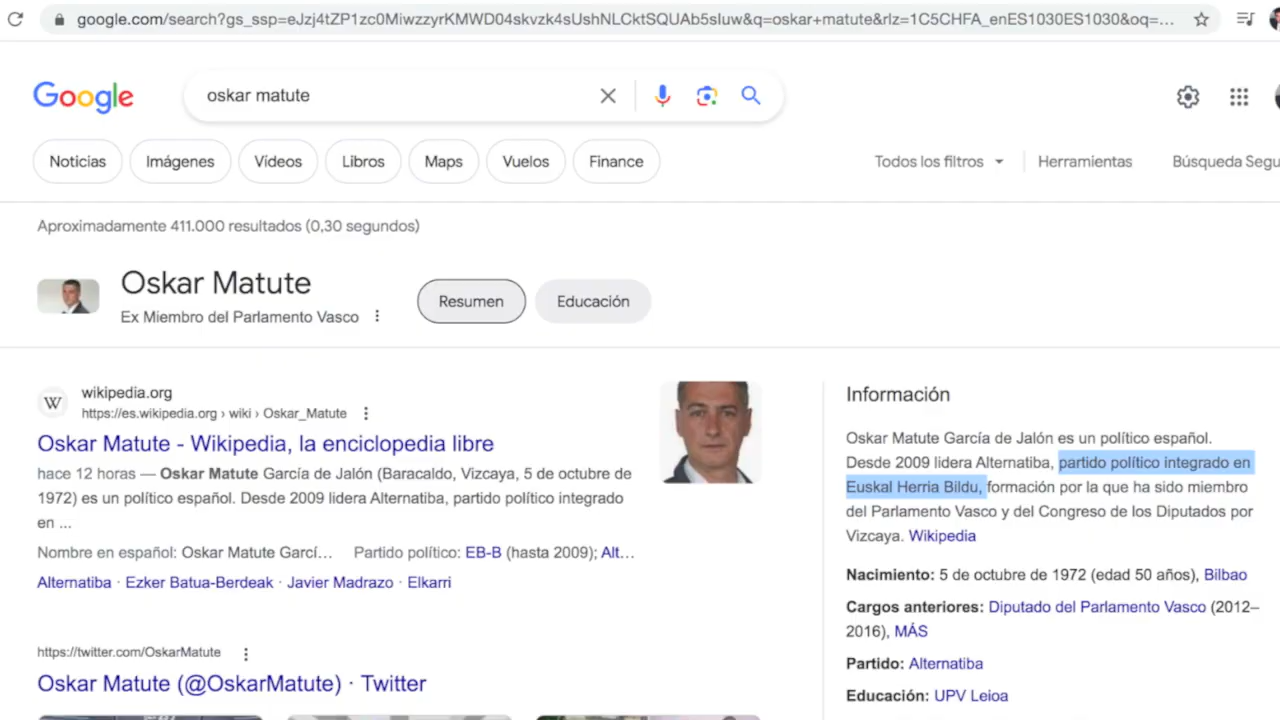 google.com/search?gs_ssp=eJzj4tZP1zc0MiwzzyrKMWD04skvzk4sUshNLCktSQUAb5sluw&q=oskar+matute&rlz=1C5CHFA_enES1030ES1030&oq=...
Google
oskar matute
Noticias
Imágenes
Vídeos
Libros
Maps
Vuelos
Finance
Todos los filtros
Herramientas
Búsqueda Segu
Aproximadamente 411.000 resultados (0,30 segundos)
Oskar Matute
Ex Miembro del Parlamento Vasco
Resumen
Educación
W
wikipedia.org
https://es.wikipedia.org › wiki › Oskar_Matute
Oskar Matute - Wikipedia, la enciclopedia libre
hace 12 horas — Oskar Matute García de Jalón (Baracaldo, Vizcaya, 5 de octubre de
1972) es un político español. Desde 2009 lidera Alternatiba, partido político integrado
en ...
Nombre en español: Oskar Matute Garcí... Partido político: EB-B (hasta 2009); Alt...
Alternatiba · Ezker Batua-Berdeak · Javier Madrazo · Elkarri
https://twitter.com/OskarMatute
Oskar Matute (@OskarMatute) · Twitter
Información
Oskar Matute García de Jalón es un político español.
Desde 2009 lidera Alternatiba, partido político integrado en
Euskal Herria Bildu, formación por la que ha sido miembro
del Parlamento Vasco y del Congreso de los Diputados por
Vizcaya. Wikipedia
Nacimiento: 5 de octubre de 1972 (edad 50 años), Bilbao
Cargos anteriores: Diputado del Parlamento Vasco (2012–
2016), MÁS
Partido: Alternatiba
Educación: UPV Leioa